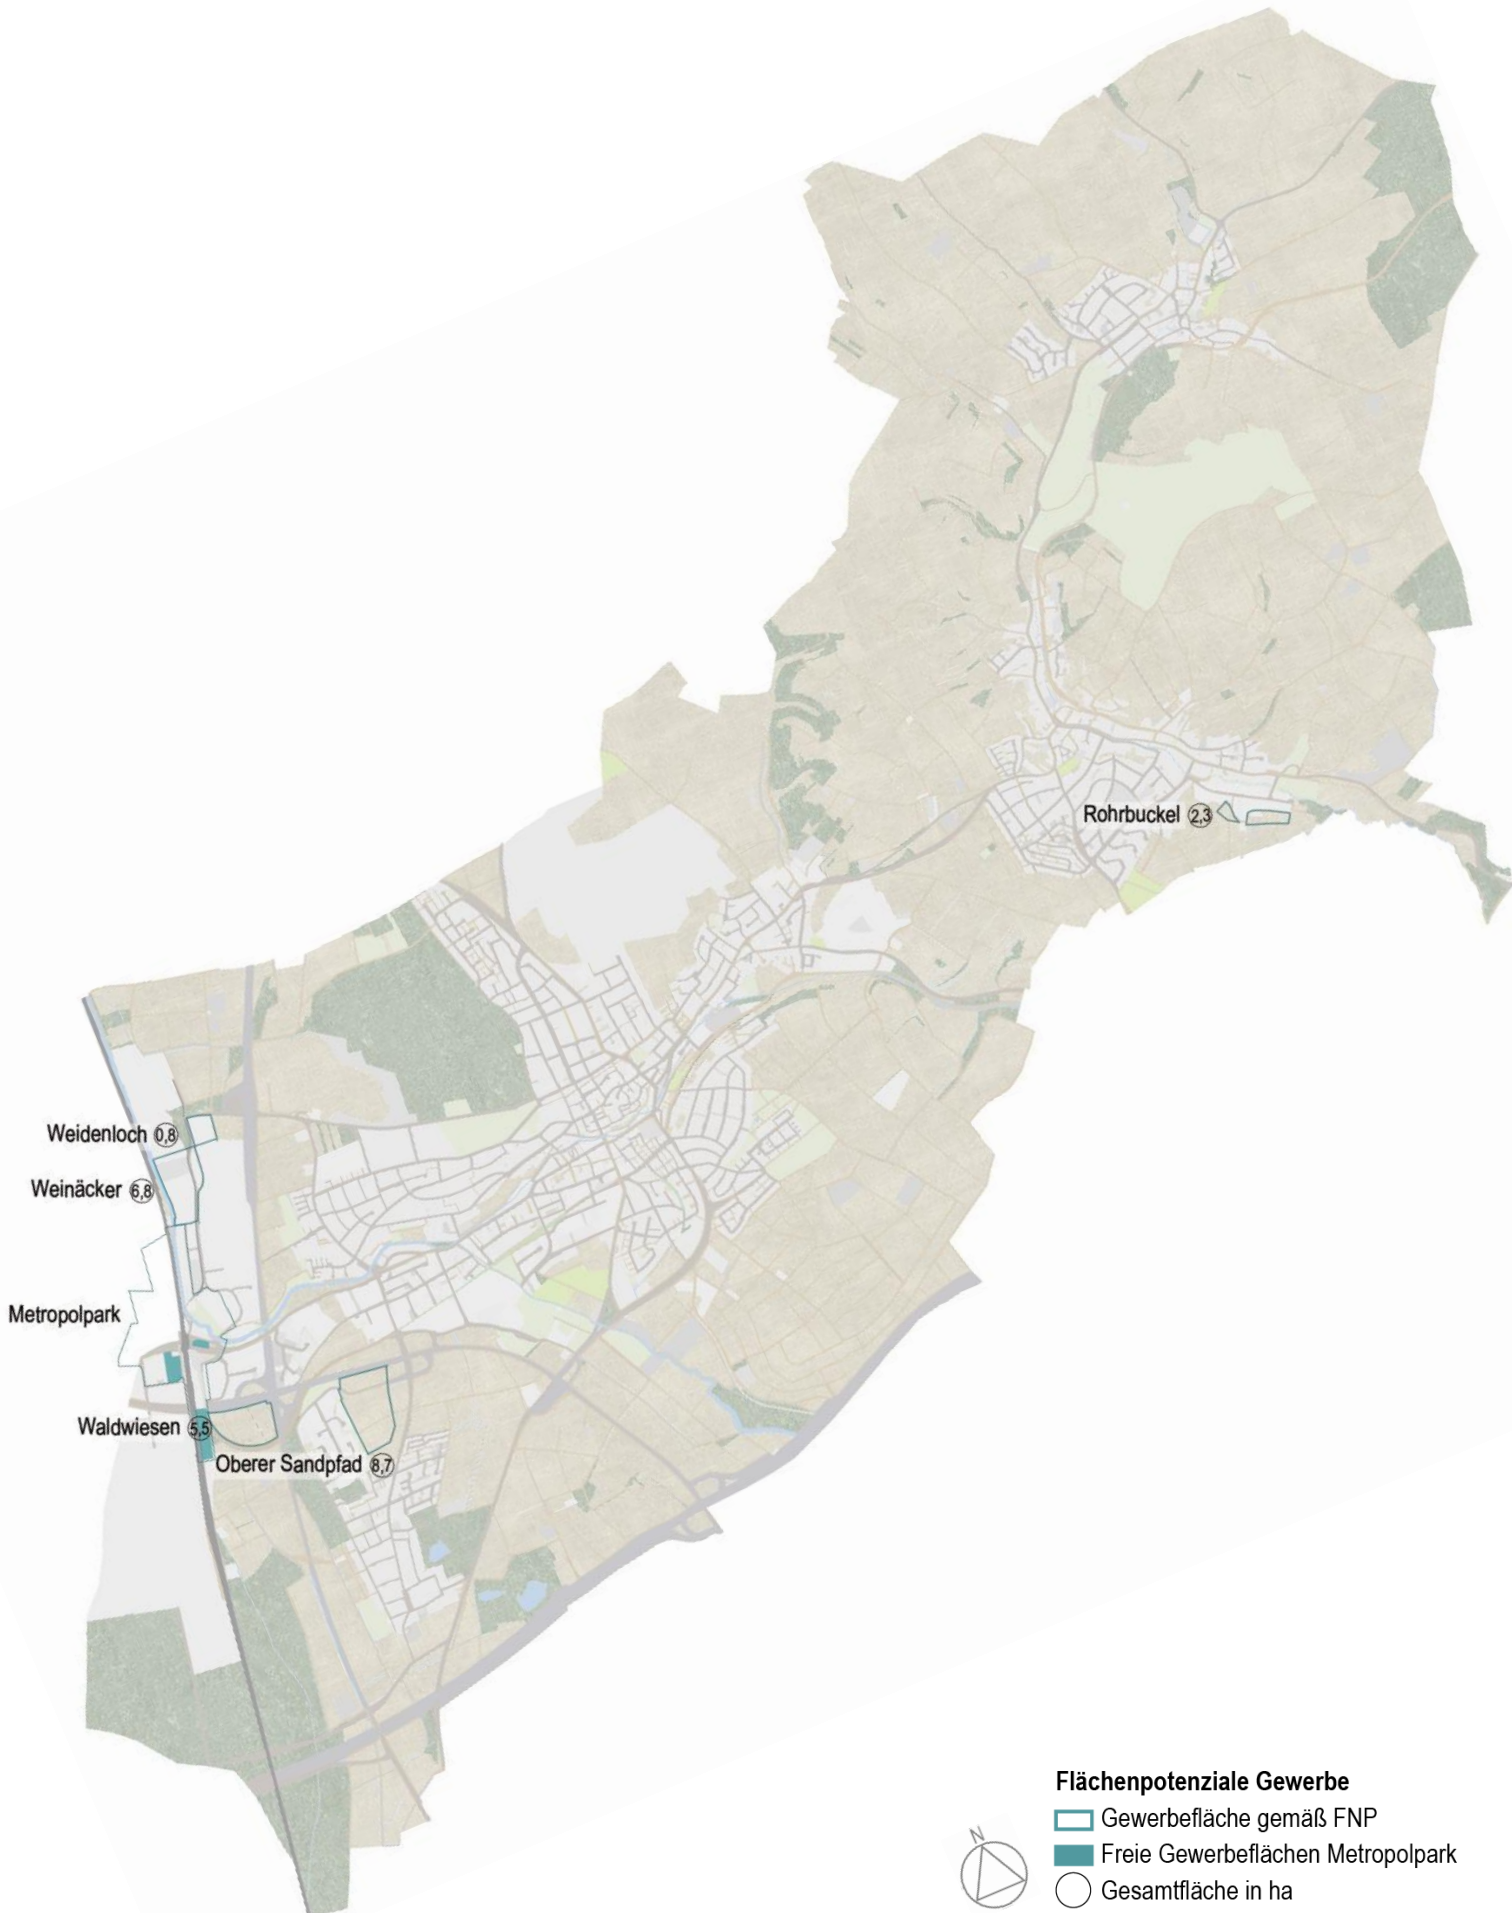 Rohrbuckel 2,3
Weidenloch 0,8
Weinäcker 6,8
Metropolpark
Waldwiesen 5,5
Oberer Sandpfad 8,7
Flächenpotenziale Gewerbe
Gewerbefläche gemäß FNP
Freie Gewerbeflächen Metropolpark
Gesamtfläche in ha
N